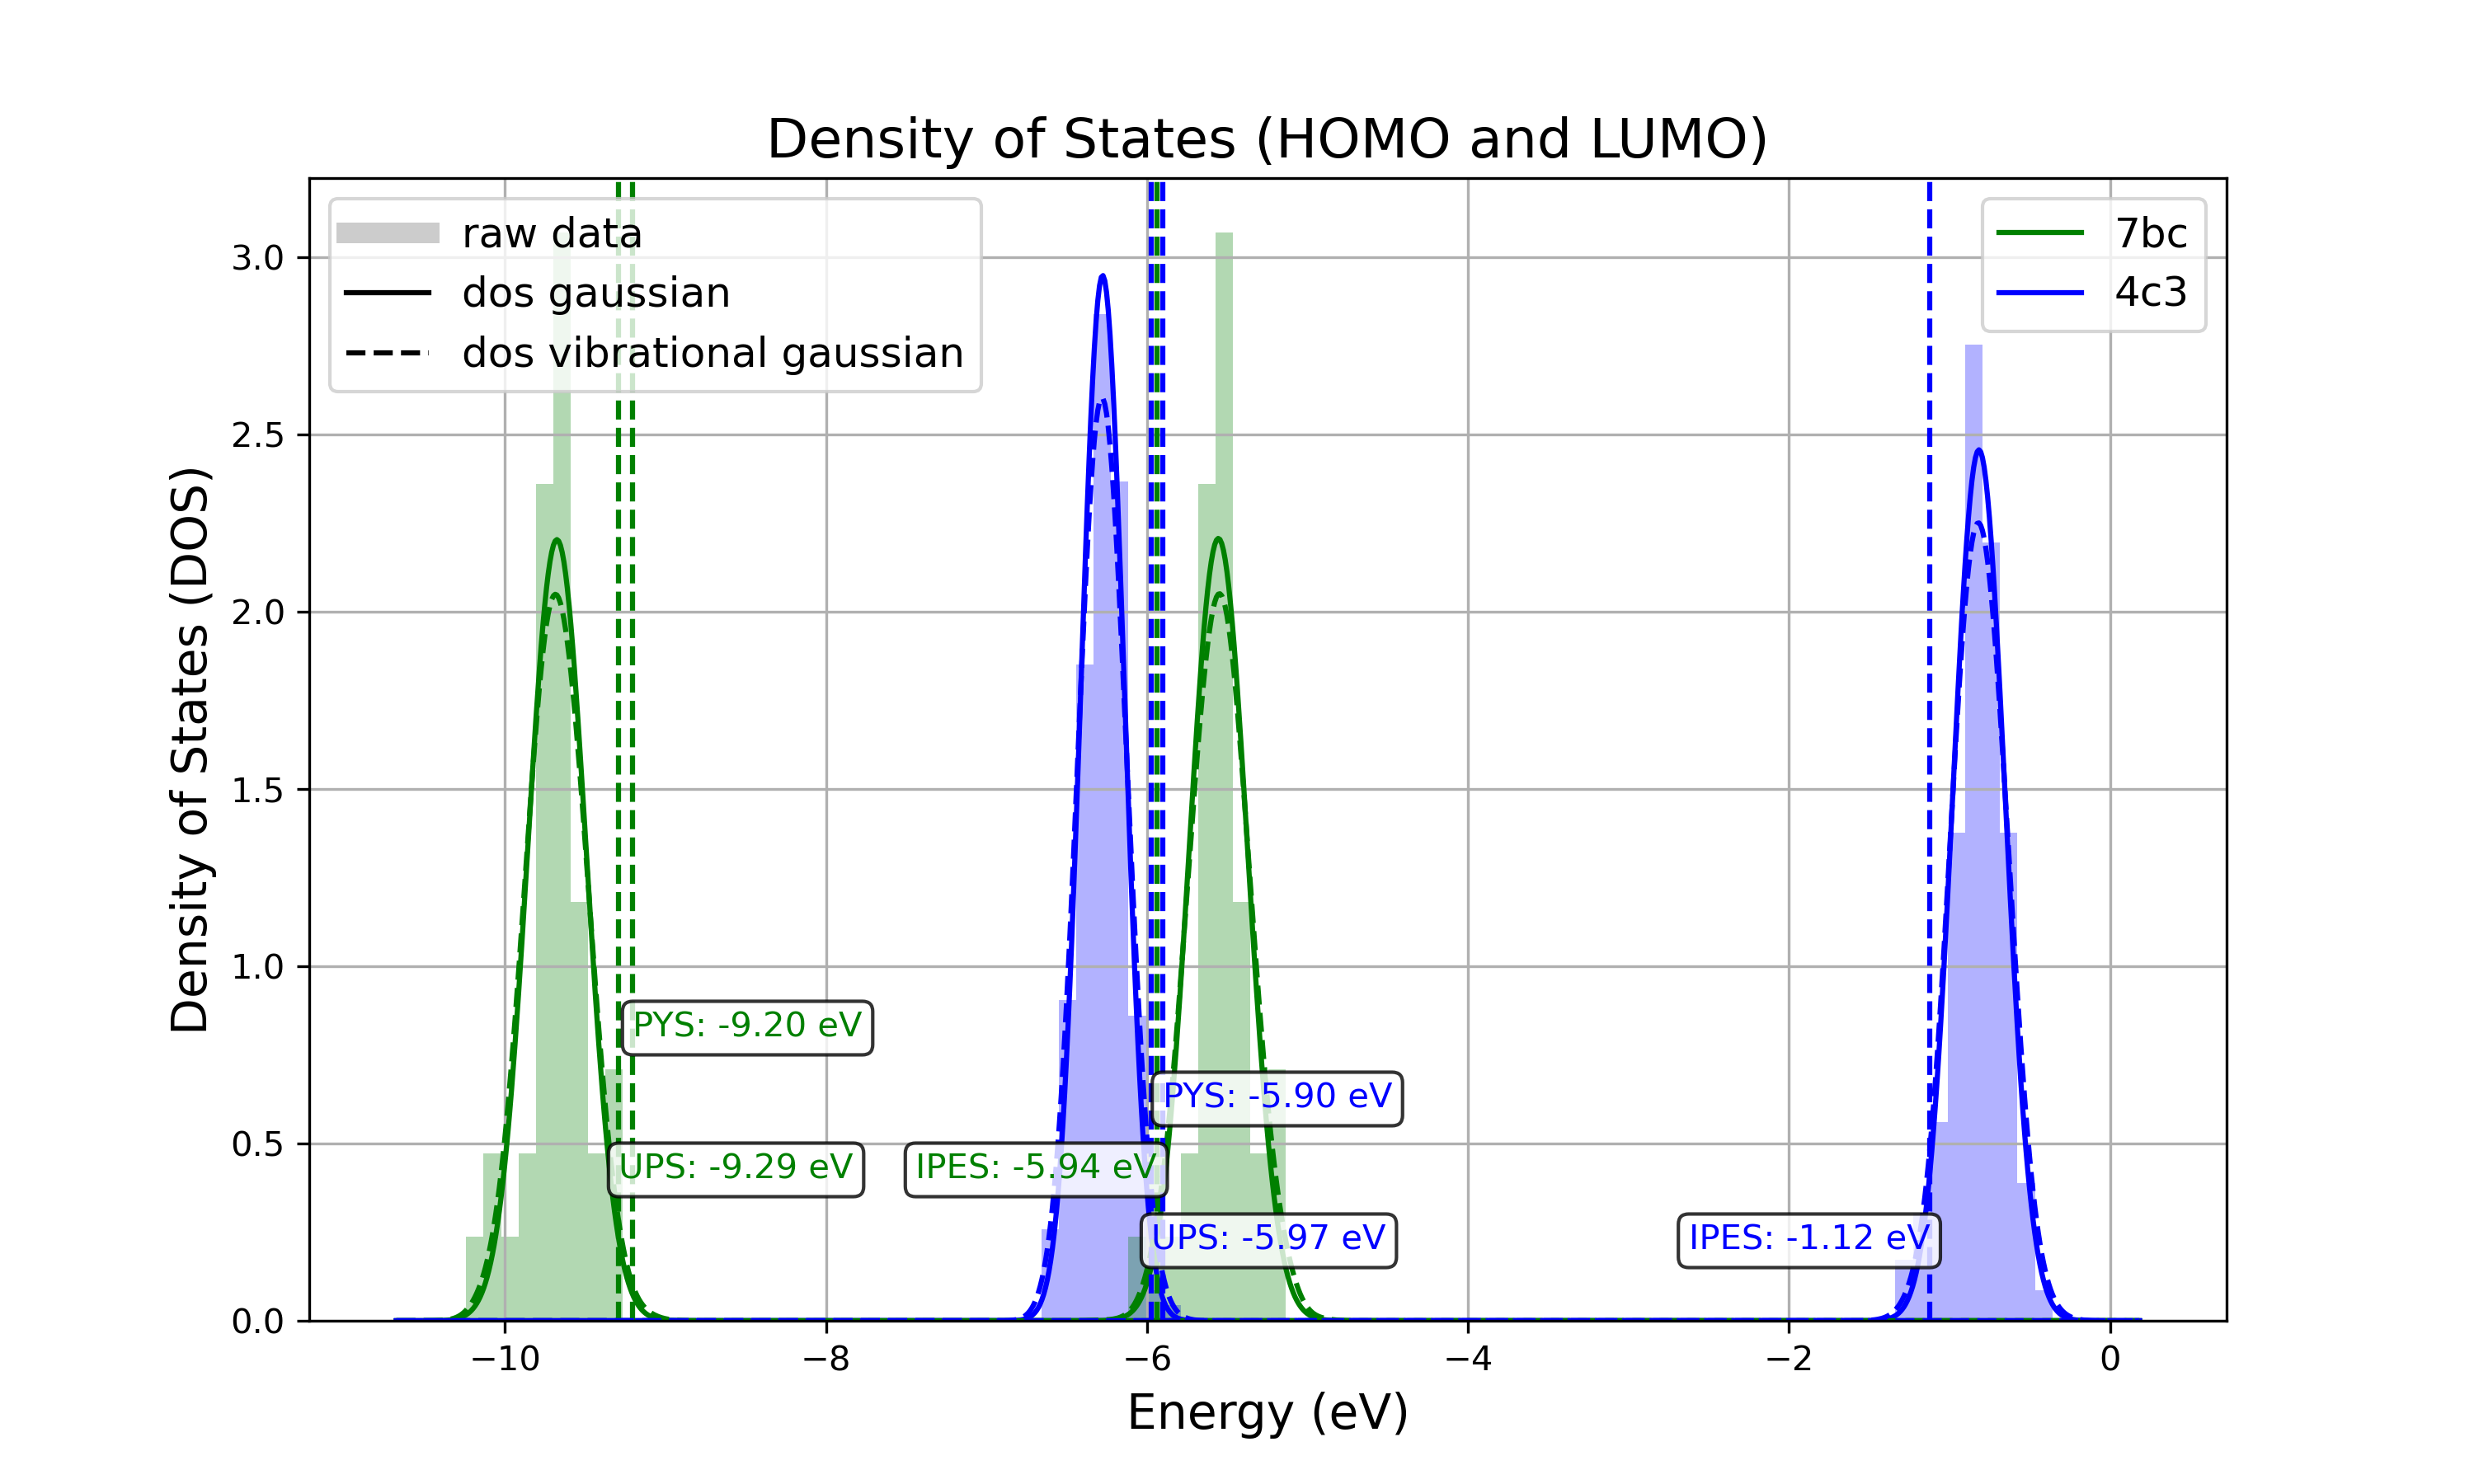 Density of States (HOMO and LUMO)
raw data
dos gaussian
dos vibrational gaussian
7bc
4c3
Density of States (DOS)
3.0
2.5
2.0
1.5
1.0
0.5
0.0
PYS: -9.20 eV
PYS: -5.90 eV
UPS: -9.29 eV
IPES: -5.94 eV
UPS: -5.97 eV
IPES: -1.12 eV
−10
−8
−6
−4
−2
0
Energy (eV)